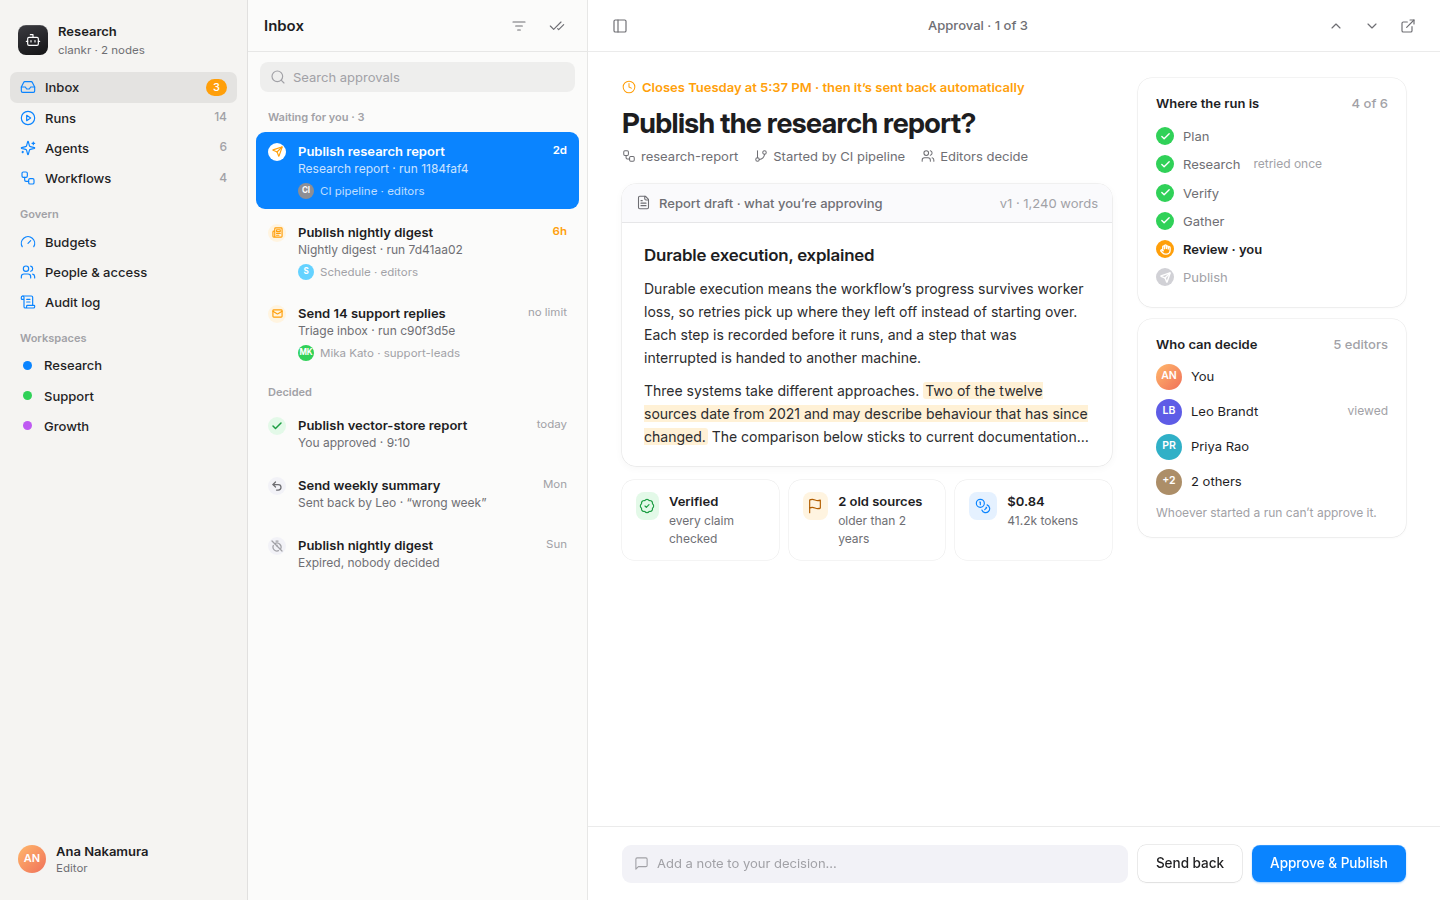 Research
clankr · 2 nodes
Inbox
3
Runs
14
Agents
6
Workflows
4
Govern
Budgets
People & access
Audit log
Workspaces
Research
Support
Growth
AN
Ana Nakamura
Editor
Inbox
Search approvals
Waiting for you · 3
Publish research report
2d
Research report · run 1184faf4
CI
CI pipeline · editors
Publish nightly digest
6h
Nightly digest · run 7d41aa02
S
Schedule · editors
Send 14 support replies
no limit
Triage inbox · run c90f3d5e
MK
Mika Kato · support-leads
Decided
Publish vector-store report
today
You approved · 9:10
Send weekly summary
Mon
Sent back by Leo · “wrong week”
Publish nightly digest
Sun
Expired, nobody decided
Approval · 1 of 3
Closes Tuesday at 5:37 PM · then it’s sent back automatically
Publish the research report?
research-report
Started by CI pipeline
Editors decide
Report draft · what you’re approving
v1 · 1,240 words
Durable execution, explained
Durable execution means the workflow’s progress survives worker
loss, so retries pick up where they left off instead of starting over.
Each step is recorded before it runs, and a step that was
interrupted is handed to another machine.
Three systems take different approaches. Two of the twelve
sources date from 2021 and may describe behaviour that has since
changed. The comparison below sticks to current documentation…
Verified
every claim
checked
2 old sources
older than 2
years
$0.84
41.2k tokens
Where the run is
4 of 6
Plan
Research
retried once
Verify
Gather
Review · you
Publish
Who can decide
5 editors
AN
You
LB
Leo Brandt
viewed
PR
Priya Rao
+2
2 others
Whoever started a run can’t approve it.
Add a note to your decision…
Send back
Approve & Publish